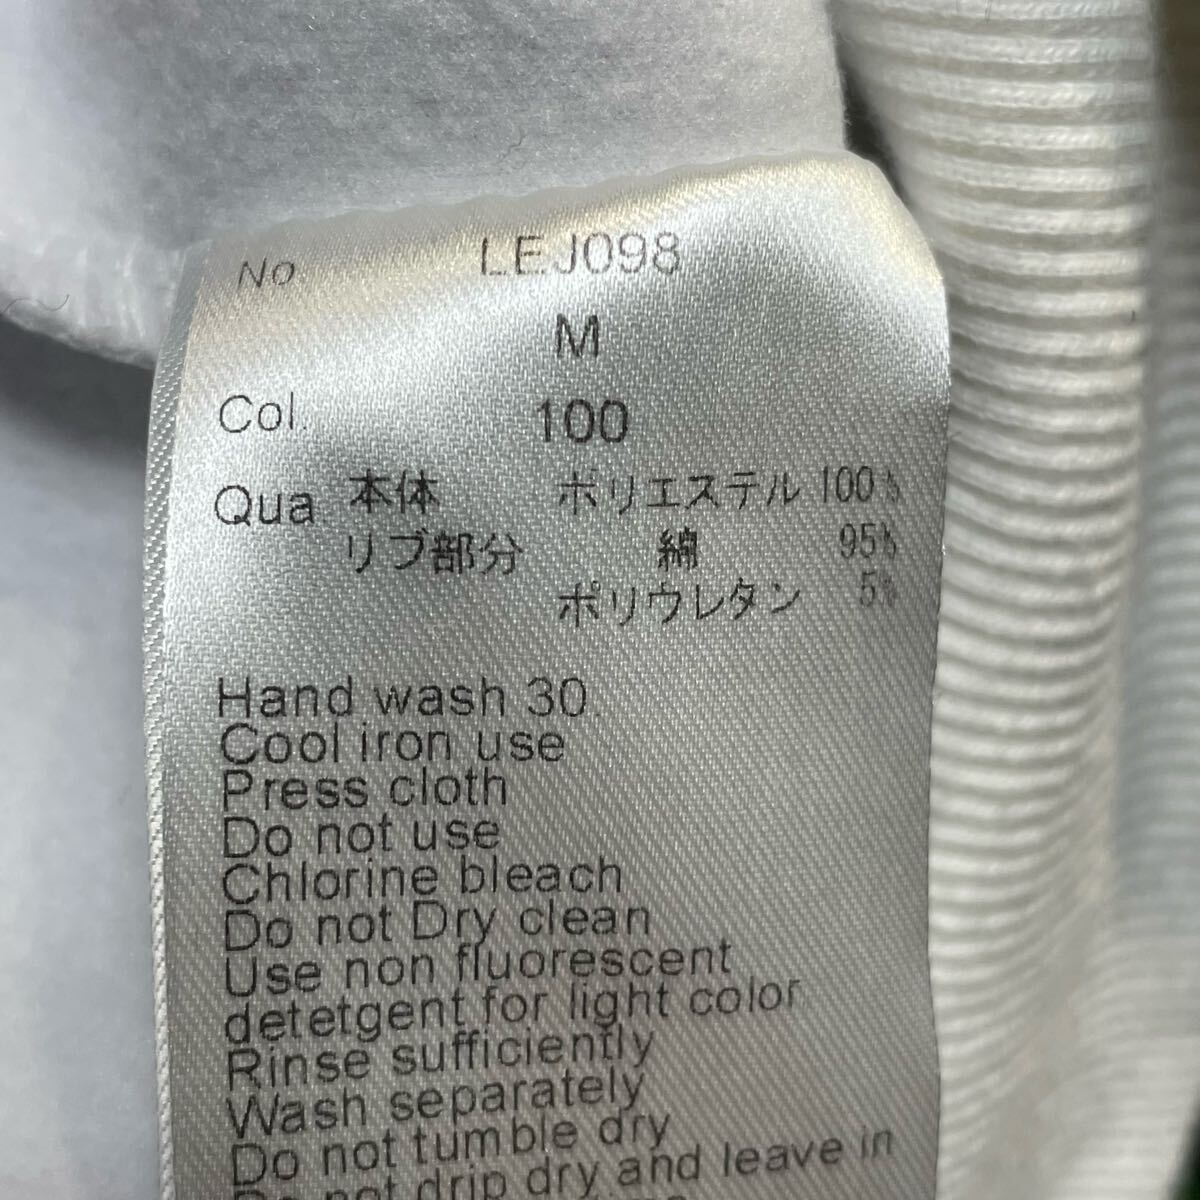 No LEJ098
M
Col. 100
Qua. 本体 ポリエステル 100%
リブ部分 綿 95%
ポリウレタン 5%
Hand wash 30.
Cool iron use
Press cloth
Do not use
Chlorine bleach
Do not Dry clean
Use non fluorescent
detetgent for light color
Rinse sufficiently
Wash separately
Do not tumble dry
Do not drip dry and leave in